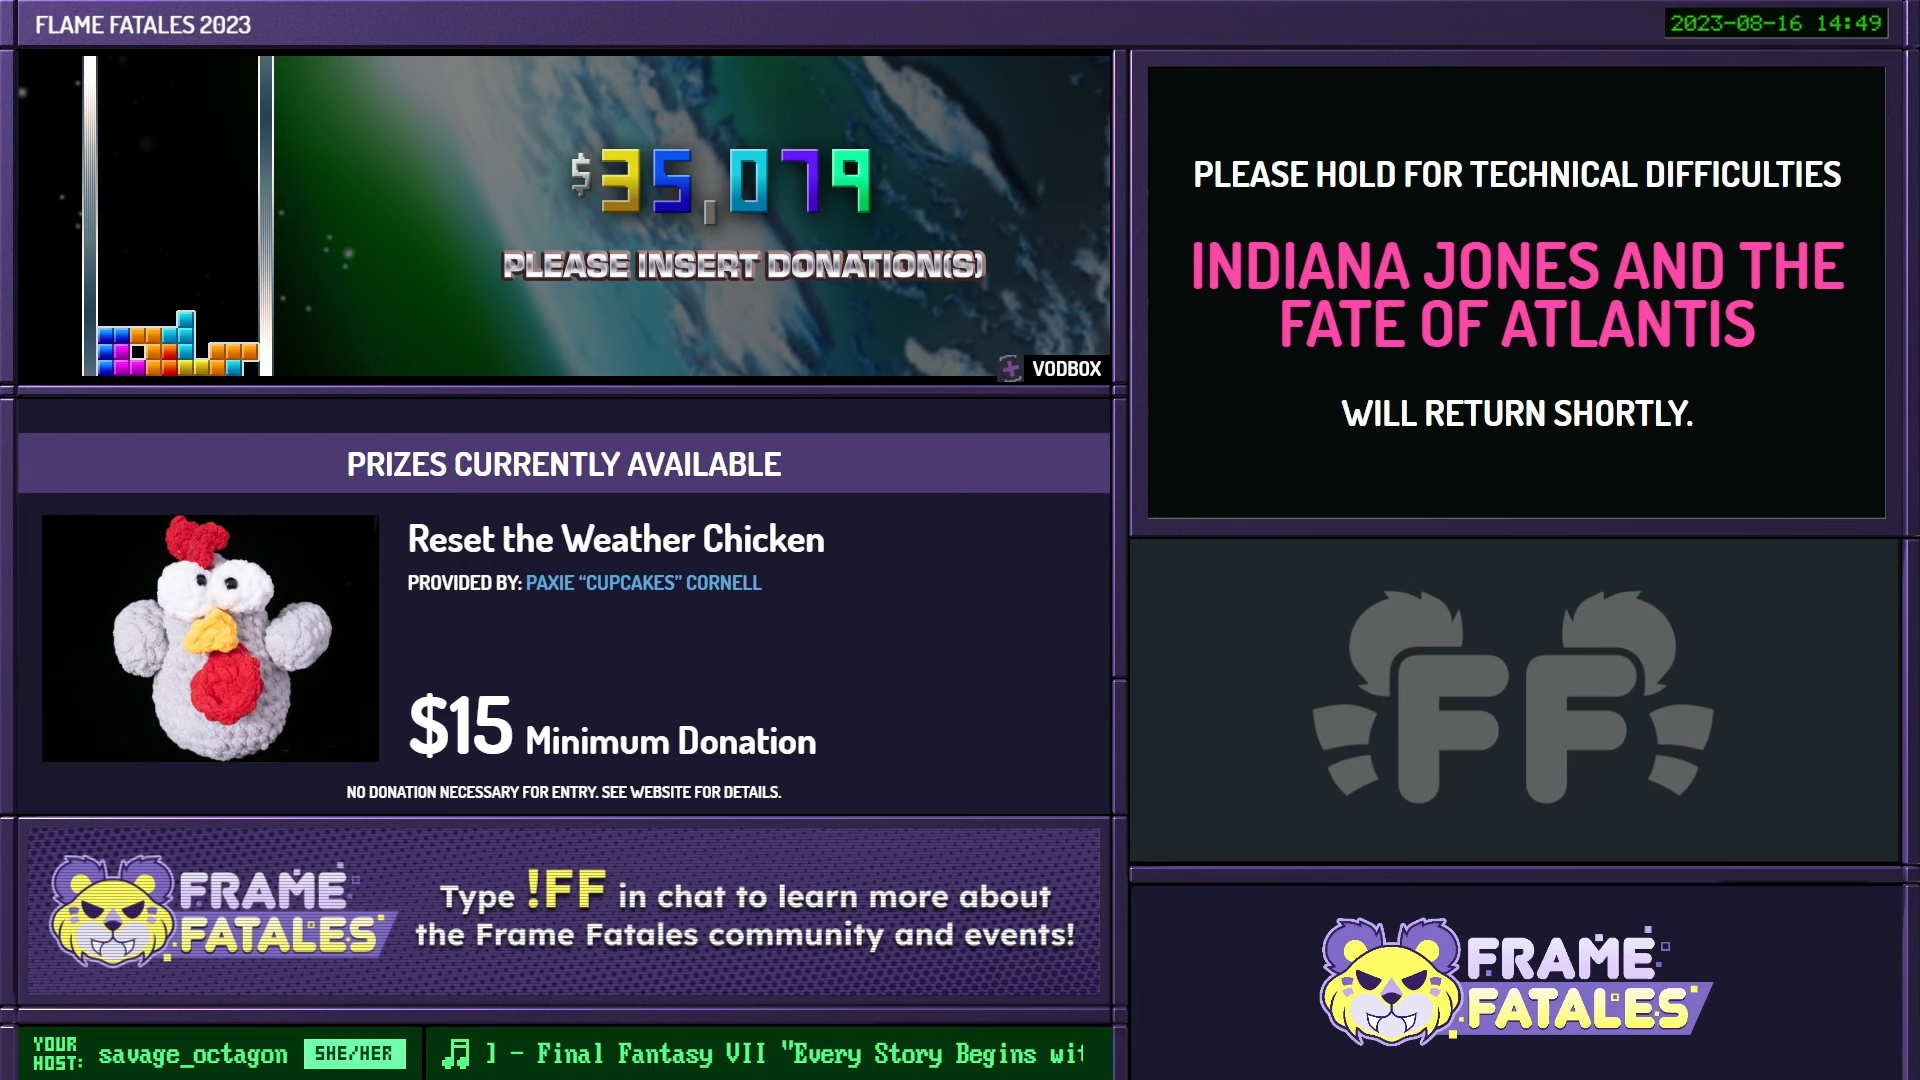 FLAME FATALES 2023
2023-08-16 14:49
$35,079
PLEASE INSERT DONATION(S)
VODBOX
PLEASE HOLD FOR TECHNICAL DIFFICULTIES
INDIANA JONES AND THE
FATE OF ATLANTIS
WILL RETURN SHORTLY.
PRIZES CURRENTLY AVAILABLE
Reset the Weather Chicken
PROVIDED BY: PAXIE “CUPCAKES” CORNELL
$15 Minimum Donation
NO DONATION NECESSARY FOR ENTRY. SEE WEBSITE FOR DETAILS.
FF
FRAME
FATALES
Type !FF in chat to learn more about
the Frame Fatales community and events!
FRAME
FATALES
YOUR
HOST:
savage_octagon
SHE/HER
] - Final Fantasy VII "Every Story Begins wit